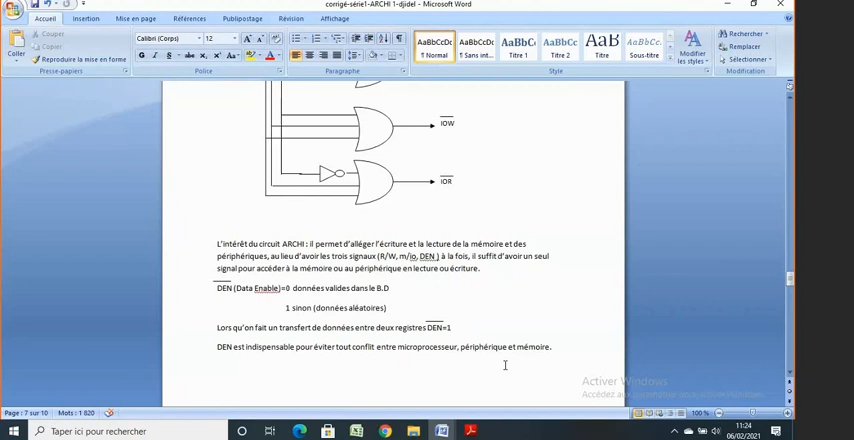 corrigé-série1-ARCHI 1-djidel - Microsoft Word
Accueil Insertion Mise en page Références Publipostage Révision Affichage
Coller
Couper
Copier
Reproduire la mise en forme
Presse-papiers
Calibri (Corps) 12
Police
Paragraphe
AaBbCcDc AaBbCcDc AaBbC AaBbCc AaB AaBbCcL
¶ Normal ¶ Sans int... Titre 1 Titre 2 Titre Sous-titre
Modifier les styles
Style
Rechercher
Remplacer
Sélectionner
Modification
IOW
IOR
L'intérêt du circuit ARCHI : il permet d'alléger l'écriture et la lecture de la mémoire et des
périphériques, au lieu d'avoir les trois signaux (R/W, m/io, DEN ) à la fois, il suffit d'avoir un seul
signal pour accéder à la mémoire ou au périphérique en lecture ou écriture.
DEN (Data Enable)=0 données valides dans le B.D
1 sinon (données aléatoires)
Lors qu'on fait un transfert de données entre deux registres DEN=1
DEN est indispensable pour éviter tout conflit entre microprocesseur, périphérique et mémoire.
Activer Windows
Page : 7 sur 10 Mots : 1 820
100 %
Taper ici pour rechercher
11:24
06/02/2021